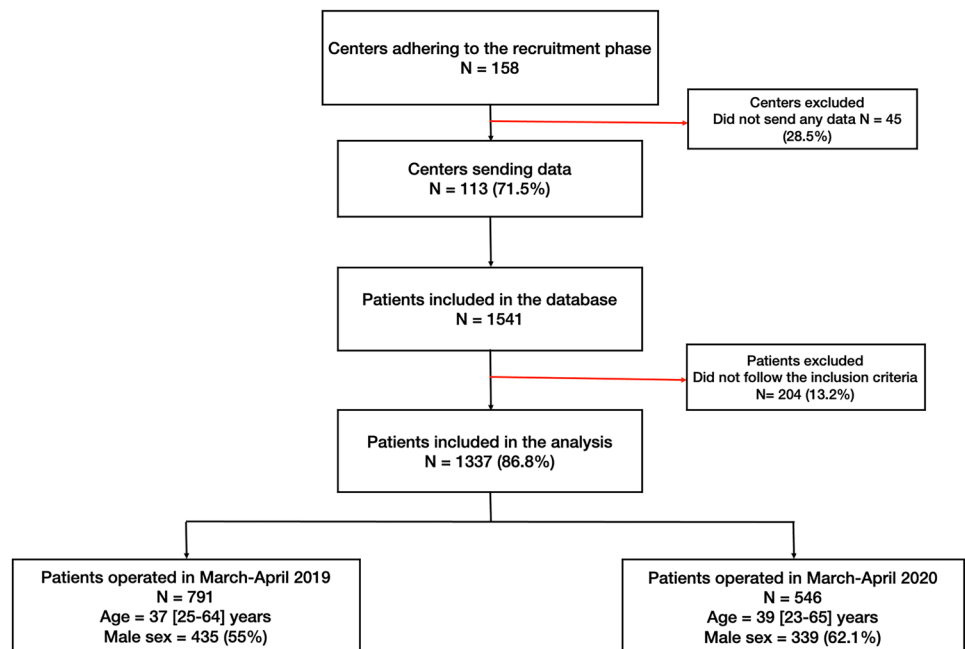 Centers adhering to the recruitment phase
N = 158
Centers excluded
Did not send any data N = 45
(28.5%)
Centers sending data
N = 113 (71.5%)
Patients included in the database
N = 1541
Patients excluded
Did not follow the inclusion criteria
N= 204 (13.2%)
Patients included in the analysis
N = 1337 (86.8%)
Patients operated in March-April 2019
N = 791
Age = 37 [25-64] years
Male sex = 435 (55%)
Patients operated in March-April 2020
N = 546
Age = 39 [23-65] years
Male sex = 339 (62.1%)